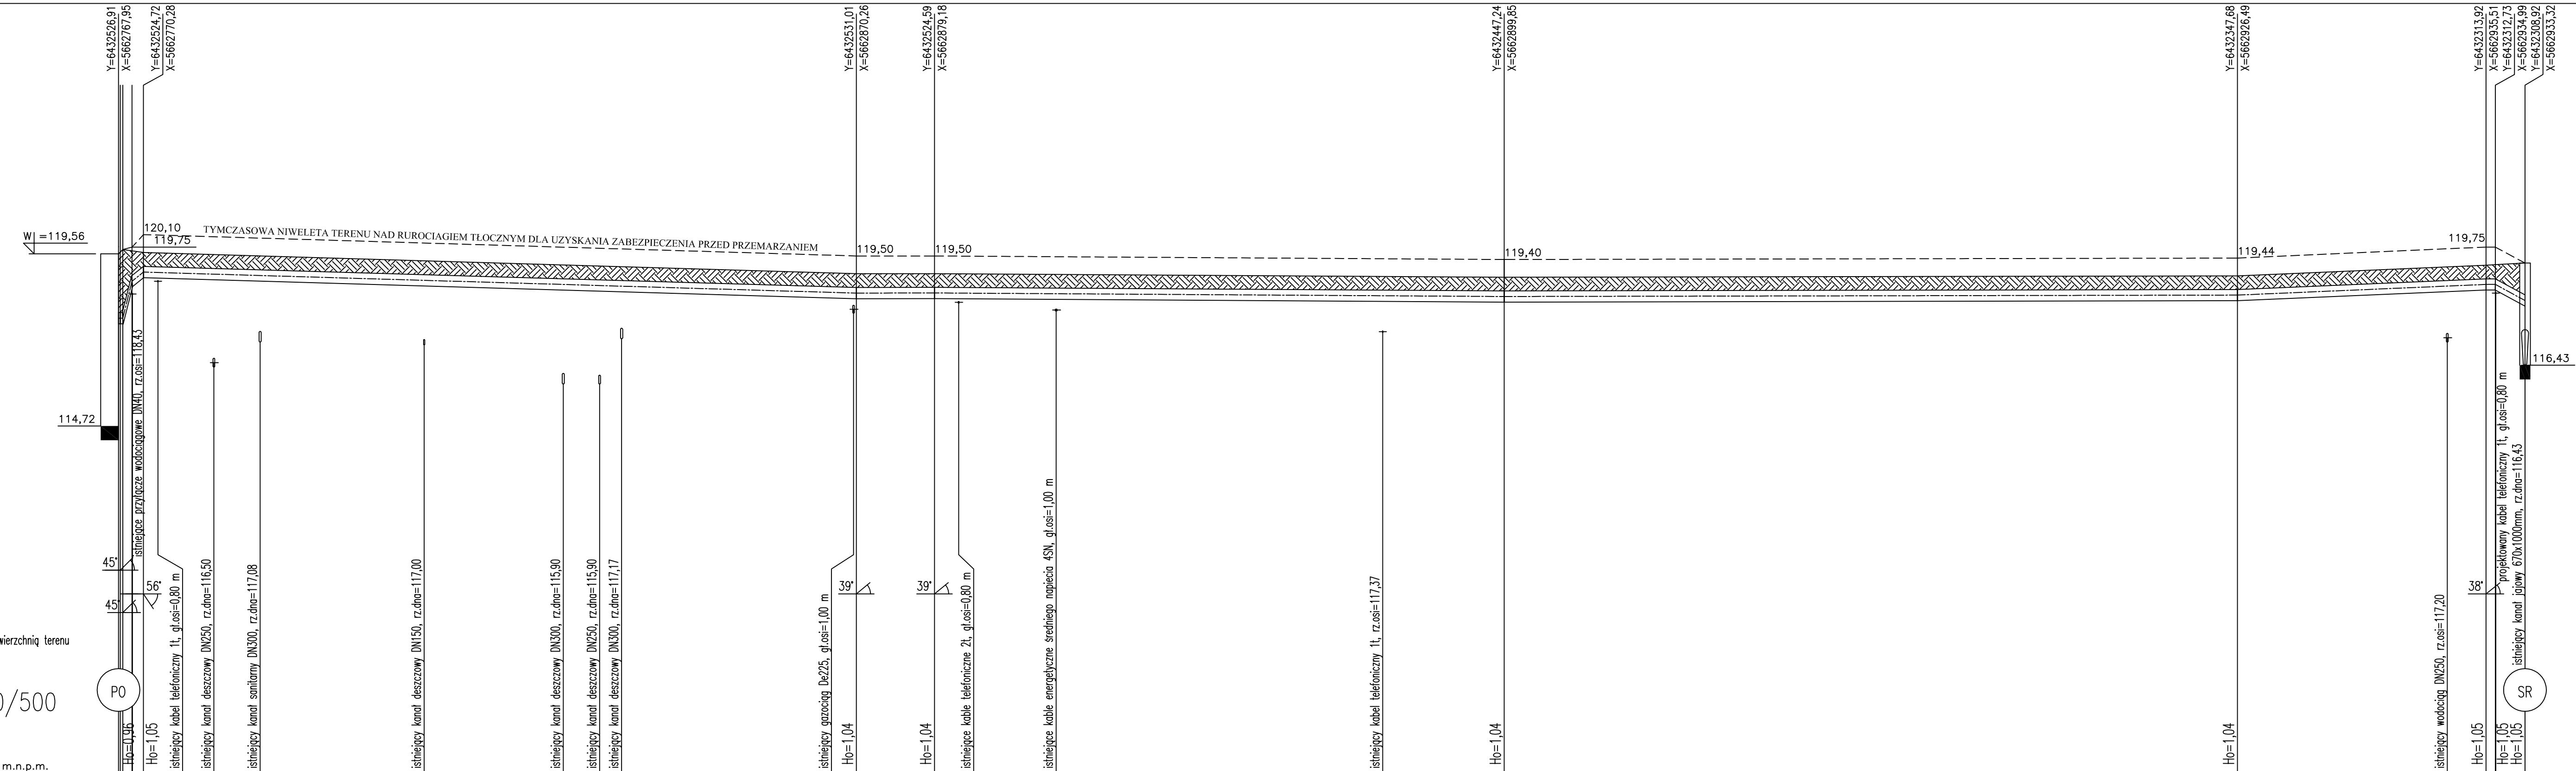 Y=6432526,91
X=5662767,95
Y=6432524,72
X=5662770,28
Y=6432531,01
X=5662870,26
Y=6432524,59
X=5662879,18
Y=6432447,24
X=5662899,85
Y=6432347,68
X=5662926,49
Y=6432313,92
X=5662935,51
Y=6432312,73
X=5662934,99
Y=6432308,92
X=5662933,32
Wł =119,56
120,10
119,75
TYMCZASOWA NIWELETA TERENU NAD RUROCIAGIEM TŁOCZNYM DLA UZYSKANIA ZABEZPIECZENIA PRZED PRZEMARZANIEM
119,50
119,50
119,40
119,44
119,75
116,43
114,72
istniejące przyłącze wodociągowe DN40, rz.osi=118,43
45°
56°
45°
39°
39°
38°
istniejący kabel telefoniczny 1t, gł.osi=0,80 m
istniejący kanał deszczowy DN250, rz.dna=116,50
istniejący kanał sanitarny DN300, rz.dna=117,08
istniejący kanał deszczowy DN150, rz.dna=117,00
istniejący kanał deszczowy DN300, rz.dna=115,90
istniejący kanał deszczowy DN250, rz.dna=115,90
istniejący kanał deszczowy DN300, rz.dna=117,17
istniejący gazociąg De225, gł.osi=1,00 m
istniejące kable telefoniczne 2t, gł.osi=0,80 m
istniejące kable energetyczne średniego napięcia 4SN, gł.osi=1,00 m
istniejący kabel telefoniczny 1t, rz.osi=117,37
istniejący wodociąg DN250, rz.osi=117,20
projektowany kabel telefoniczny 1t, gł.osi=0,80 m
istniejący kanał jajowy 670x1000mm, rz.dna=116,43
wierzchnią terenu
PO
SR
0/500
m.n.p.m.
Ho=0,96
Ho=1,05
Ho=1,04
Ho=1,04
Ho=1,04
Ho=1,04
Ho=1,05
Ho=1,05
Ho=1,05